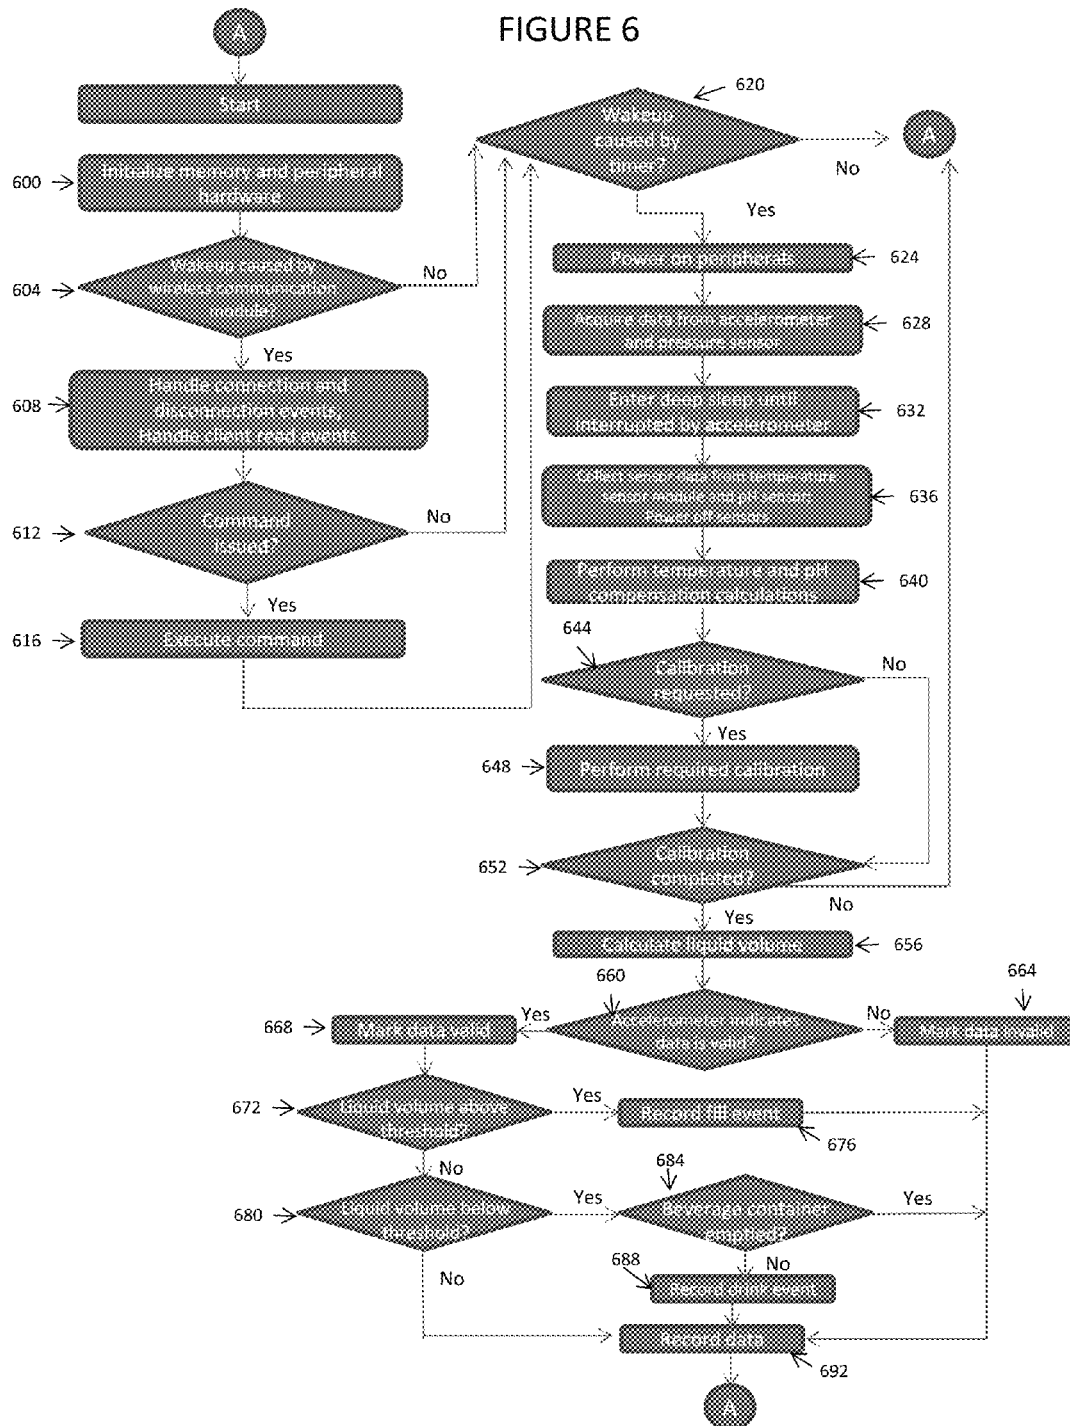 FIGURE 6
A
Start
600
Initialize memory and peripheral
hardware
604
Wakeup caused by
wireless communication
module?
No
Yes
608
Handle connection and
disconnection events,
Handle client read events
612
Command
issued?
No
Yes
616
Execute command
620
Wakeup
caused by
timer?
No
A
Yes
Power on peripherals
624
Acquire data from accelerometer
and pressure sensor
628
Enter deep sleep until
interrupted by accelerometer
632
Collect sensor data from temperature
sensor module and pH sensor
Power off sensors
636
Perform temperature and pH
compensation calculations
640
644
Calibration
requested?
No
Yes
648
Perform required calibration
652
Calibration
completed?
No
Yes
Calculate liquid volume
656
660
Accelerometer indicates
data is valid?
Yes
No
664
Mark data invalid
668
Mark data valid
672
Liquid volume above
threshold?
Yes
Record fill event
676
No
680
Liquid volume below
threshold?
Yes
684
Beverage container
emptied?
Yes
No
No
688
Record drink event
Record data
692
A